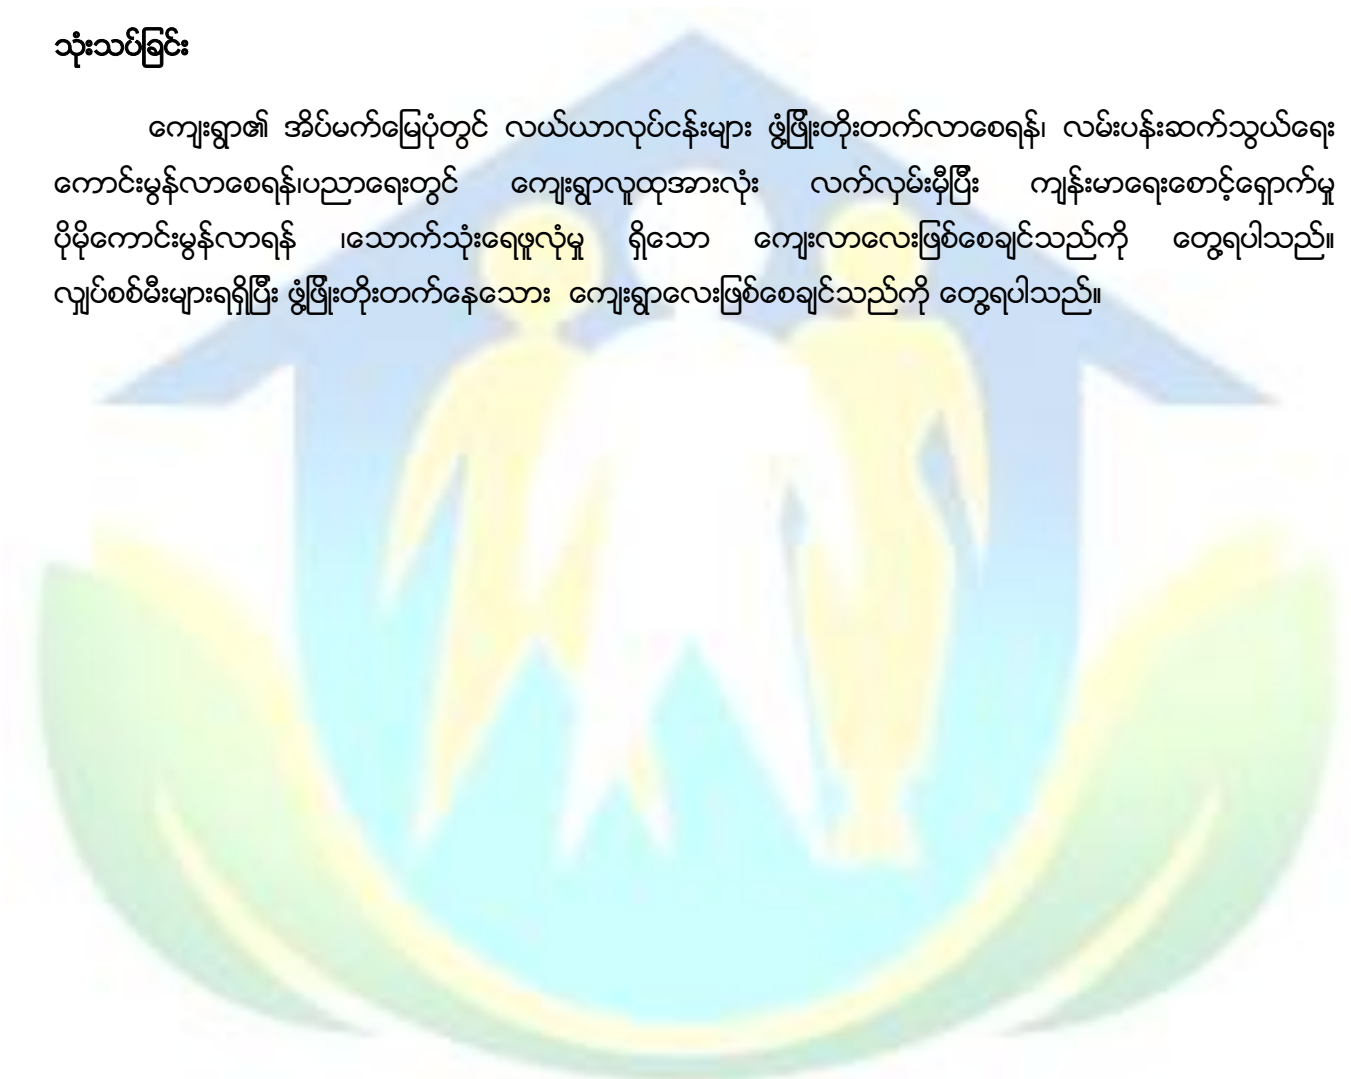 သုံးသပ်ခြင်း
ကျေးရွာ၏ အိပ်မက်မြေပုံတွင် လယ်ယာလုပ်ငန်းများ ဖွံ့ဖြိုးတိုးတက်လာစေရန်၊ လမ်းပန်းဆက်သွယ်ရေး
ကောင်းမွန်လာစေရန်၊ပညာရေးတွင် ကျေးရွာလူထုအားလုံး လက်လှမ်းမှီပြီး ကျန်းမာရေးစောင့်ရှောက်မှု
ပိုမိုကောင်းမွန်လာရန် ၊သောက်သုံးရေဖူလုံမှု ရှိသော ကျေးလာလေးဖြစ်စေချင်သည်ကို တွေ့ရပါသည်။
လျှပ်စစ်မီးများရရှိပြီး ဖွံ့ဖြိုးတိုးတက်နေသေား ကျေးရွာလေးဖြစ်စေချင်သည်ကို တွေ့ရပါသည်။